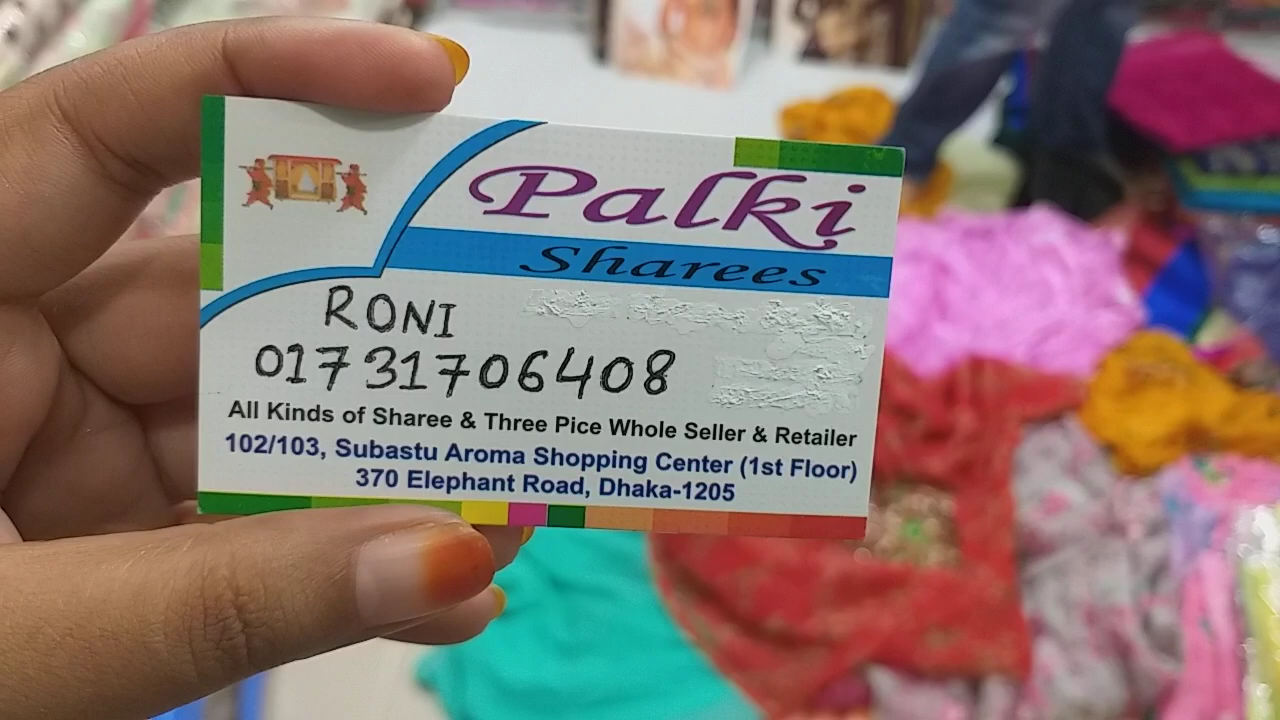 Palki
Sharees
RONI
01731706408
All Kinds of Sharee & Three Pice Whole Seller & Retailer
102/103, Subastu Aroma Shopping Center (1st Floor)
370 Elephant Road, Dhaka-1205